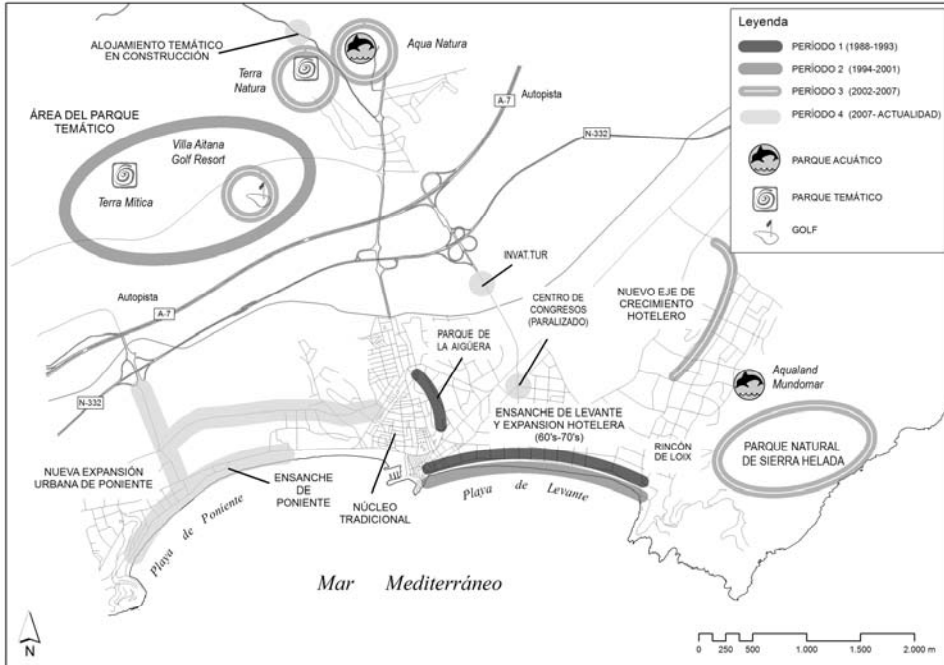 ALOJAMIENTO TEMÁTICO
EN CONSTRUCCIÓN
Aqua Natura
Terra
Natura
ÁREA DEL PARQUE
TEMÁTICO
Villa Aitana
Golf Resort
Terra Mítica
A-7
Autopista
N-332
Leyenda
PERÍODO 1 (1988-1993)
PERÍODO 2 (1994-2001)
PERÍODO 3 (2002-2007)
PERÍODO 4 (2007- ACTUALIDAD)
PARQUE ACUÁTICO
PARQUE TEMÁTICO
GOLF
INVAT.TUR
Autopista
A-7
CENTRO DE
CONGRESOS
(PARALIZADO)
NUEVO EJE DE
CRECIMIENTO
HOTELERO
PARQUE DE
LA AIGÜERA
Aqualand
Mundomar
N-332
ENSANCHE DE LEVANTE
Y EXPANSION HOTELERA
(60's-70's)
RINCÓN
DE LOIX
PARQUE NATURAL
DE SIERRA HELADA
NUEVA EXPANSIÓN
URBANA DE PONIENTE
ENSANCHE
DE
PONIENTE
NÚCLEO
TRADICIONAL
Playa de Levante
Playa de Poniente
Mar Mediterráneo
N
0 250 500 1.000 1.500 2.000 m